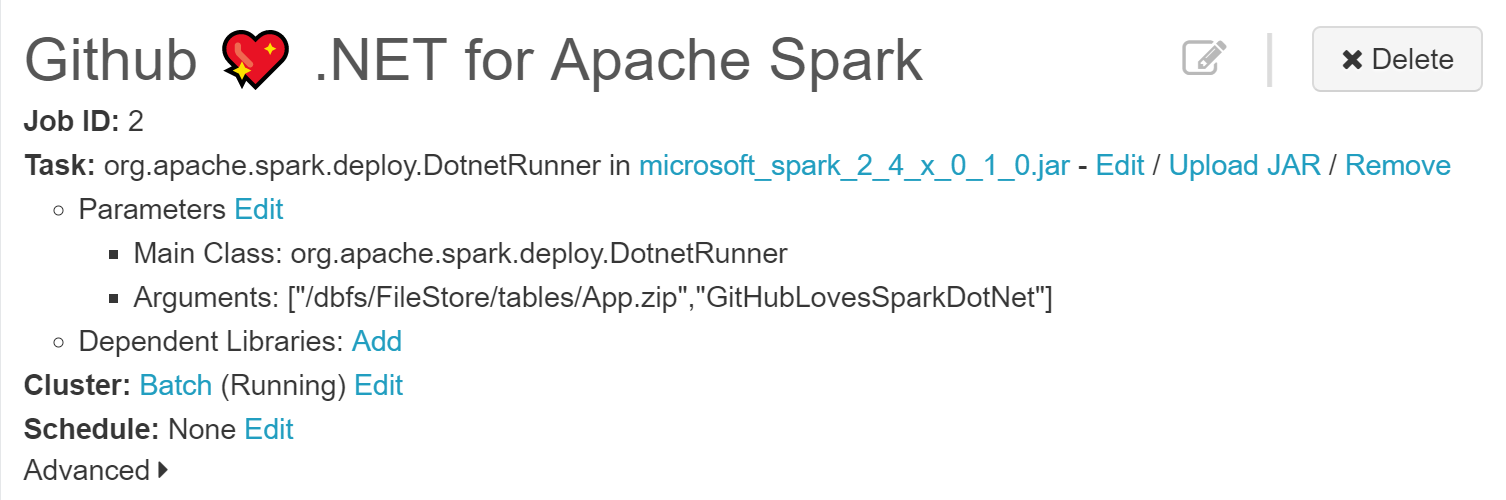 Github 💖 .NET for Apache Spark
Delete
Job ID: 2
Task: org.apache.spark.deploy.DotnetRunner in microsoft_spark_2_4_x_0_1_0.jar - Edit / Upload JAR / Remove
Parameters Edit
Main Class: org.apache.spark.deploy.DotnetRunner
Arguments: ["/dbfs/FileStore/tables/App.zip","GitHubLovesSparkDotNet"]
Dependent Libraries: Add
Cluster: Batch (Running) Edit
Schedule: None Edit
Advanced